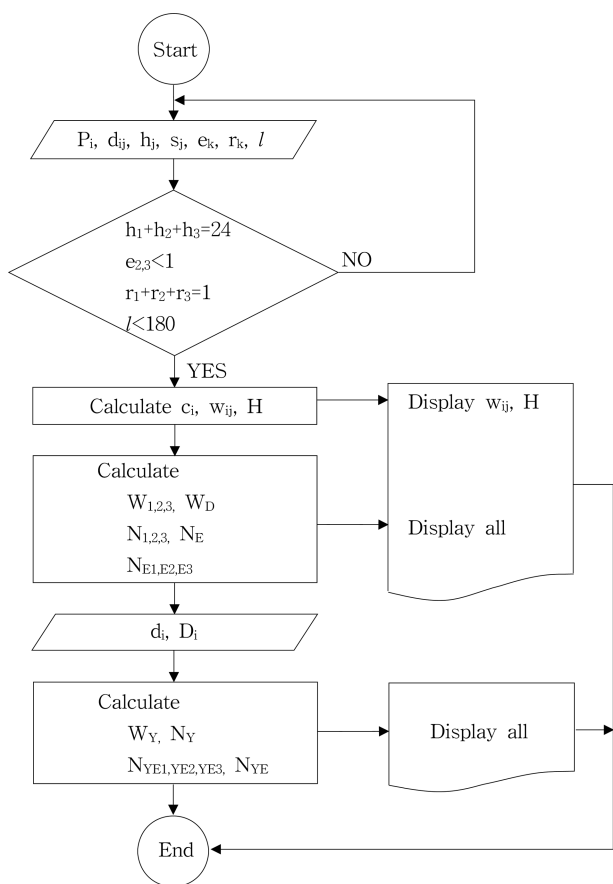 Start
Pi, dij, hj, sj, ek, rk, l
h1+h2+h3=24
e2,3<1
r1+r2+r3=1
l<180
NO
YES
Calculate ci, wij, H
Display wij, H
Calculate
W1,2,3, WD
N1,2,3, NE
NE1,E2,E3
Display all
di, Di
Calculate
WY, NY
NYE1,YE2,YE3, NYE
Display all
End